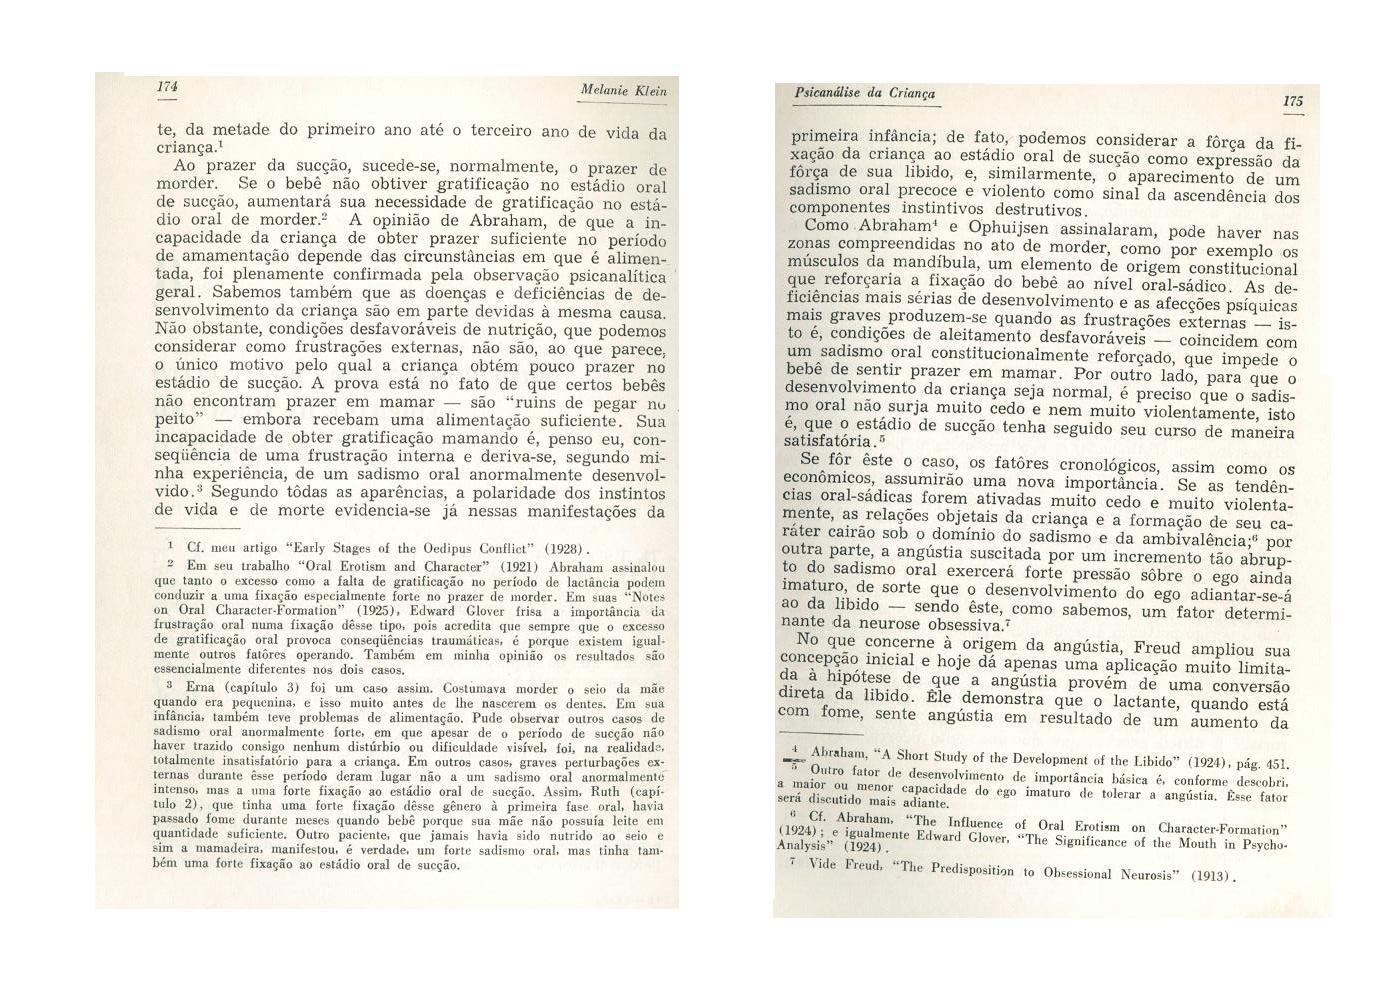 174
Melanie Klein
te, da metade do primeiro ano até o terceiro ano de vida da
criança.¹
Ao prazer da sucção, sucede-se, normalmente, o prazer de
morder. Se o bebê não obtiver gratificação no estádio oral
de sucção, aumentará sua necessidade de gratificação no está-
dio oral de morder.² A opinião de Abraham, de que a in-
capacidade da criança de obter prazer suficiente no período
de amamentação depende das circunstâncias em que é alimen-
tada, foi plenamente confirmada pela observação psicanalítica
geral. Sabemos também que as doenças e deficiências de de-
senvolvimento da criança são em parte devidas à mesma causa.
Não obstante, condições desfavoráveis de nutrição, que podemos
considerar como frustrações externas, não são, ao que parece,
o único motivo pelo qual a criança obtém pouco prazer no
estádio de sucção. A prova está no fato de que certos bebês
não encontram prazer em mamar — são “ruins de pegar no
peito” — embora recebam uma alimentação suficiente. Sua
incapacidade de obter gratificação mamando é, penso eu, con-
seqüência de uma frustração interna e deriva-se, segundo mi-
nha experiência, de um sadismo oral anormalmente desenvol-
vido.³ Segundo tôdas as aparências, a polaridade dos instintos
de vida e de morte evidencia-se já nessas manifestações da
¹ Cf. meu artigo “Early Stages of the Oedipus Conflict” (1928).
² Em seu trabalho “Oral Erotism and Character” (1921) Abraham assinalou
que tanto o excesso como a falta de gratificação no período de lactância podem
conduzir a uma fixação especialmente forte no prazer de morder. Em suas “Notes
on Oral Character-Formation” (1925), Edward Glover frisa a importância da
frustração oral numa fixação dêsse tipo, pois acredita que sempre que o excesso
de gratificação oral provoca conseqüências traumáticas, é porque existem igual-
mente outros fatôres operando. Também em minha opinião os resultados são
essencialmente diferentes nos dois casos.
³ Erna (capítulo 3) foi um caso assim. Costumava morder o seio da mãe
quando era pequenina, e isso muito antes de lhe nascerem os dentes. Em sua
infância, também teve problemas de alimentação. Pude observar outros casos de
sadismo oral anormalmente forte, em que apesar de o período de sucção não
haver trazido consigo nenhum distúrbio ou dificuldade visível, foi, na realidade,
totalmente insatisfatório para a criança. Em outros casos, graves perturbações ex-
ternas durante êsse período deram lugar não a um sadismo oral anormalmente
intenso, mas a uma forte fixação ao estádio oral de sucção. Assim, Ruth (capí-
tulo 2), que tinha uma forte fixação dêsse gênero à primeira fase oral, havia
passado fome durante meses quando bebê porque sua mãe não possuía leite em
quantidade suficiente. Outro paciente, que jamais havia sido nutrido ao seio e
sim a mamadeira, manifestou, é verdade, um forte sadismo oral, mas tinha tam-
bém uma forte fixação ao estádio oral de sucção.
Psicanálise da Criança
175
primeira infância; de fato, podemos considerar a fôrça da fi-
xação da criança ao estádio oral de sucção como expressão da
fôrça de sua libido, e, similarmente, o aparecimento de um
sadismo oral precoce e violento como sinal da ascendência dos
componentes instintivos destrutivos.
Como Abraham⁴ e Ophuijsen assinalaram, pode haver nas
zonas compreendidas no ato de morder, como por exemplo os
músculos da mandíbula, um elemento de origem constitucional
que reforçaria a fixação do bebê ao nível oral-sádico. As de-
ficiências mais sérias de desenvolvimento e as afecções psíquicas
mais graves produzem-se quando as frustrações externas — is-
to é, condições de aleitamento desfavoráveis — coincidem com
um sadismo oral constitucionalmente reforçado, que impede o
bebê de sentir prazer em mamar. Por outro lado, para que o
desenvolvimento da criança seja normal, é preciso que o sadis-
mo oral não surja muito cedo e nem muito violentamente, isto
é, que o estádio de sucção tenha seguido seu curso de maneira
satisfatória.⁵
Se fôr êste o caso, os fatôres cronológicos, assim como os
econômicos, assumirão uma nova importância. Se as tendên-
cias oral-sádicas forem ativadas muito cedo e muito violenta-
mente, as relações objetais da criança e a formação de seu ca-
ráter cairão sob o domínio do sadismo e da ambivalência;⁶ por
outra parte, a angústia suscitada por um incremento tão abrup-
to do sadismo oral exercerá forte pressão sôbre o ego ainda
imaturo, de sorte que o desenvolvimento do ego adiantar-se-á
ao da libido — sendo êste, como sabemos, um fator determi-
nante da neurose obsessiva.⁷
No que concerne à origem da angústia, Freud ampliou sua
concepção inicial e hoje dá apenas uma aplicação muito limita-
da à hipótese de que a angústia provém de uma conversão
direta da libido. Êle demonstra que o lactante, quando está
com fome, sente angústia em resultado de um aumento da
⁴ Abraham, “A Short Study of the Development of the Libido” (1924), pág. 451.
⁵ Outro fator de desenvolvimento de importância básica é, conforme descobri,
a maior ou menor capacidade do ego imaturo de tolerar a angústia. Êsse fator
será discutido mais adiante.
⁶ Cf. Abraham, “The Influence of Oral Erotism on Character-Formation”
(1924); e igualmente Edward Glover, “The Significance of the Mouth in Psycho-
Analysis” (1924).
⁷ Vide Freud, “The Predisposition to Obsessional Neurosis” (1913).